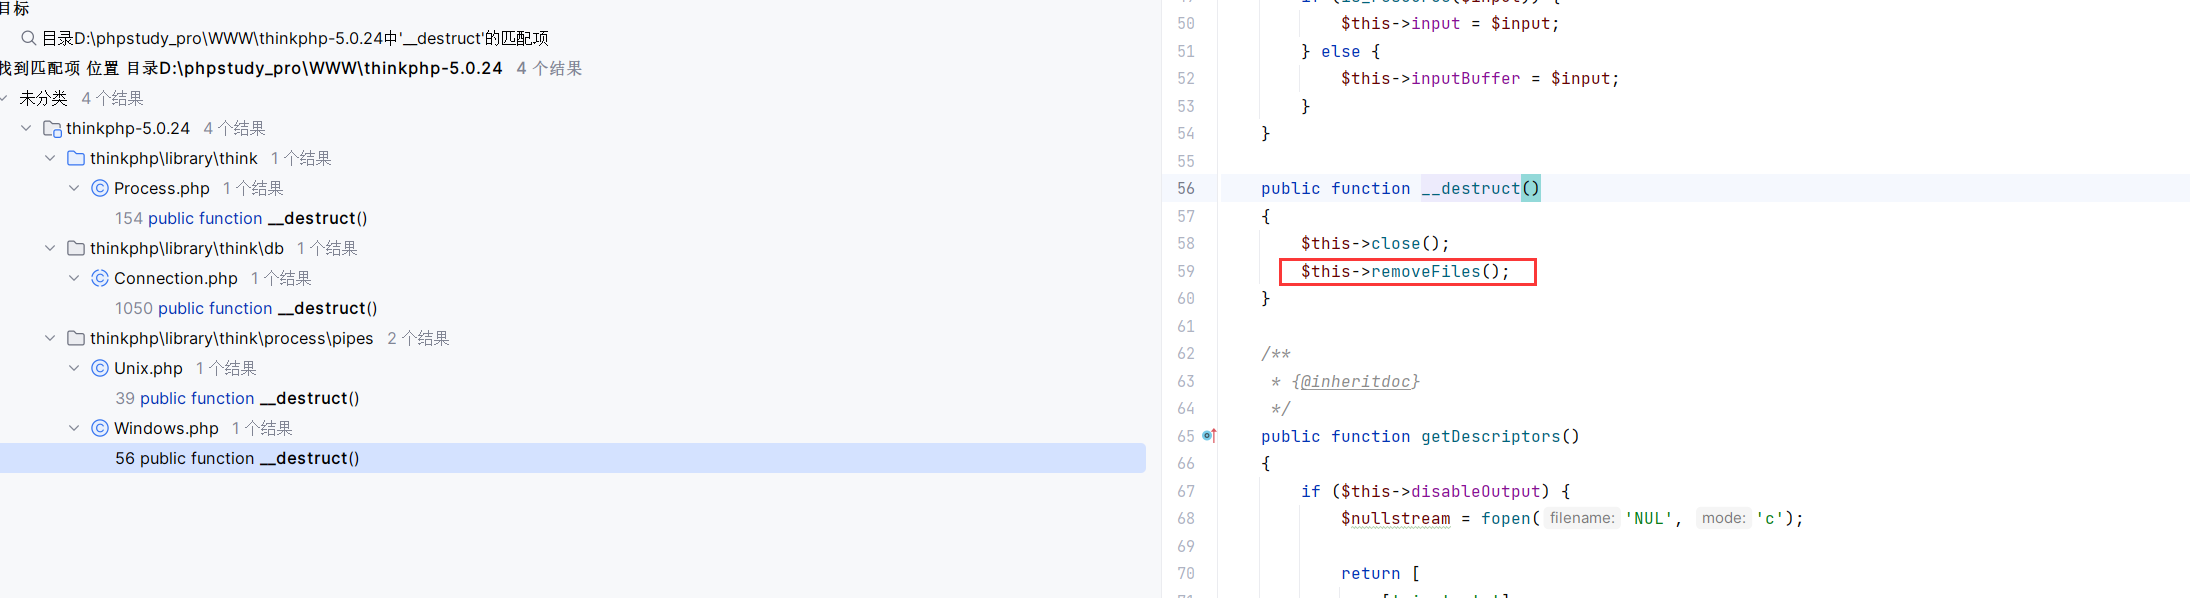 目标
目录D:\phpstudy_pro\WWW\thinkphp-5.0.24中'__destruct'的匹配项
找到匹配项 位置 目录D:\phpstudy_pro\WWW\thinkphp-5.0.24 4 个结果
未分类 4 个结果
thinkphp-5.0.24 4 个结果
thinkphp\library\think 1 个结果
Process.php 1 个结果
154 public function __destruct()
thinkphp\library\think\db 1 个结果
Connection.php 1 个结果
1050 public function __destruct()
thinkphp\library\think\process\pipes 2 个结果
Unix.php 1 个结果
39 public function __destruct()
Windows.php 1 个结果
56 public function __destruct()
50 $this->input = $input;
51 } else {
52 $this->inputBuffer = $input;
53 }
54 }
55
56 public function __destruct()
57 {
58 $this->close();
59 $this->removeFiles();
60 }
61
62 /**
63 * {@inheritdoc}
64 */
65 public function getDescriptors()
66 {
67 if ($this->disableOutput) {
68 $nullstream = fopen( filename: 'NUL', mode: 'c');
69
70 return [